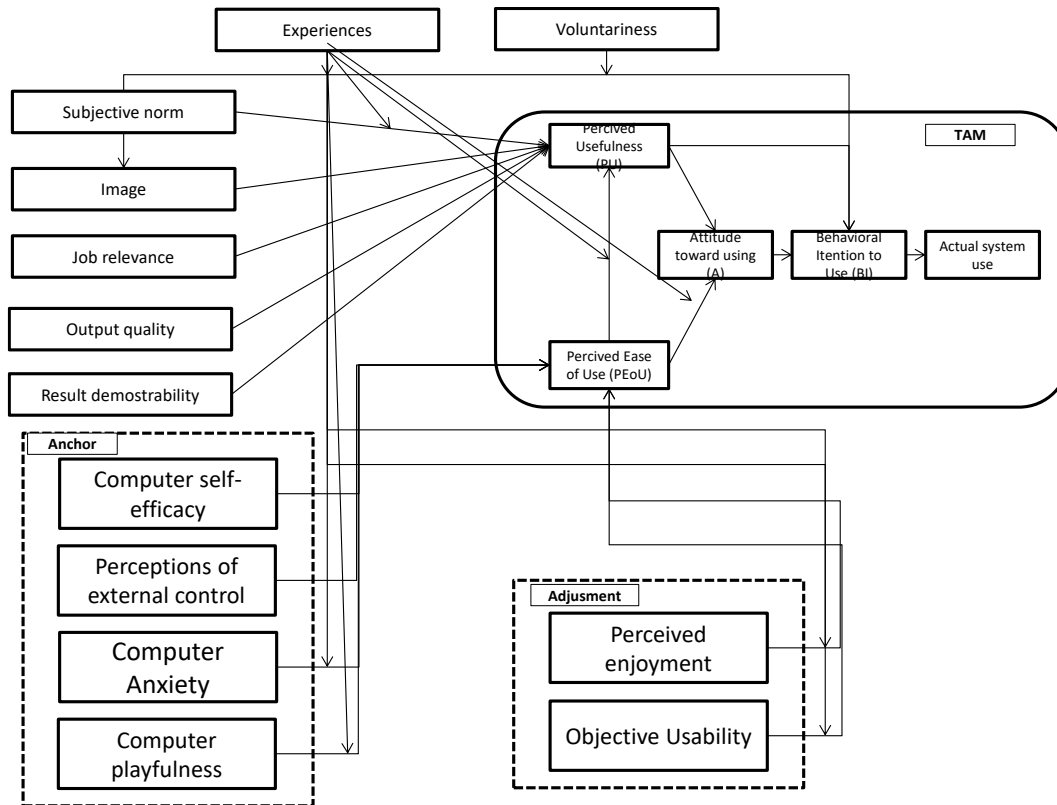 Experiences
Voluntariness
Subjective norm
TAM
Percived
Usefulness
(PU)
Image
Job relevance
Attitude
toward using
(A)
Behavioral
Itention to
Use (BI)
Actual system
use
Output quality
Percived Ease
of Use (PEoU)
Result demostrability
Anchor
Computer self-
efficacy
Perceptions of
external control
Computer
Anxiety
Computer
playfulness
Adjusment
Perceived
enjoyment
Objective Usability